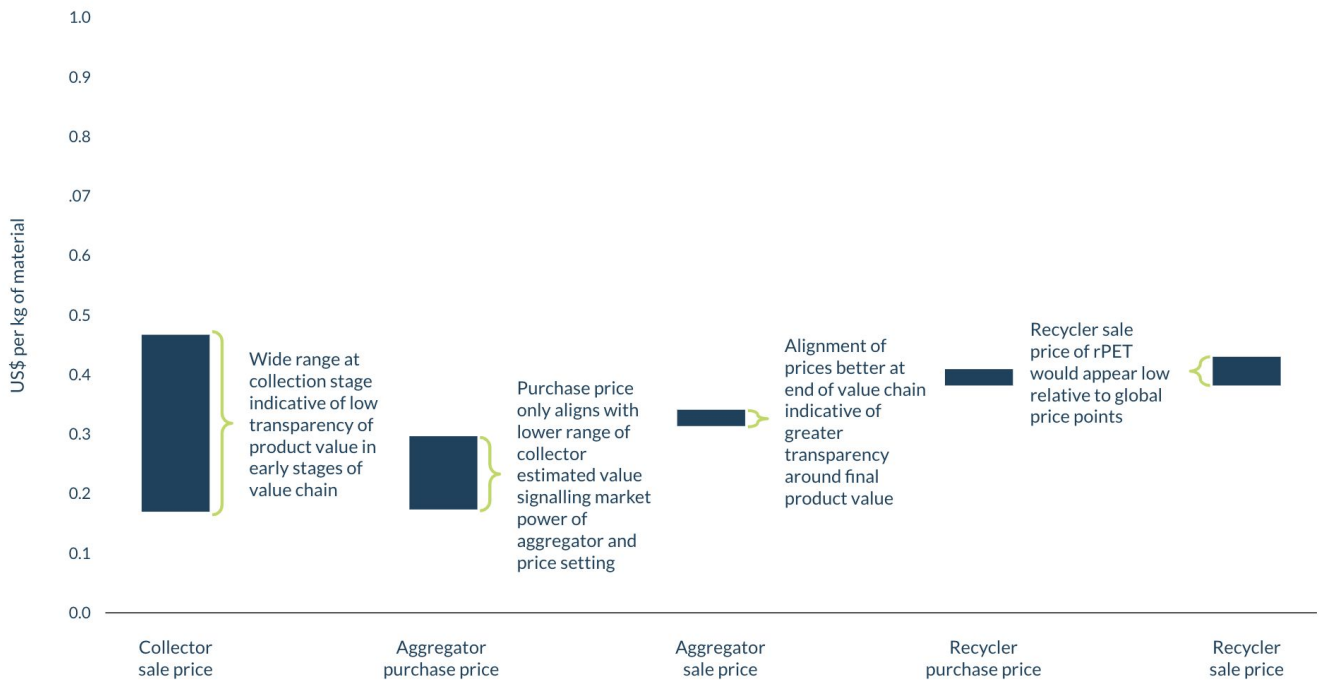 1.0
0.9
0.8
.07
0.6
0.5
0.4
0.3
0.2
0.1
0.0
US$ per kg of material
Wide range at
collection stage
indicative of low
transparency of
product value in
early stages of
value chain
Purchase price
only aligns with
lower range of
collector
estimated value
signalling market
power of
aggregator and
price setting
Alignment of
prices better at
end of value chain
indicative of
greater
transparency
around final
product value
Recycler sale
price of rPET
would appear low
relative to global
price points
Collector
sale price
Aggregator
purchase price
Aggregator
sale price
Recycler
purchase price
Recycler
sale price